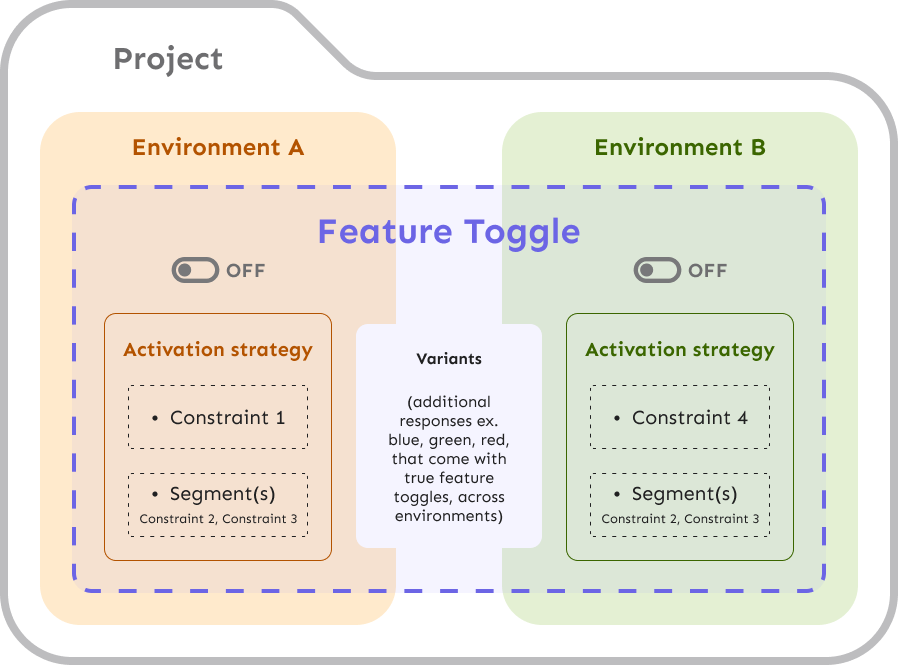 Project
Environment A
Environment B
Feature Toggle
OFF
OFF
Activation strategy
• Constraint 1
• Segment(s)
Constraint 2, Constraint 3
Variants
(additional
responses ex.
blue, green, red,
that come with
true feature
toggles, across
environments)
Activation strategy
• Constraint 4
• Segment(s)
Constraint 2, Constraint 3